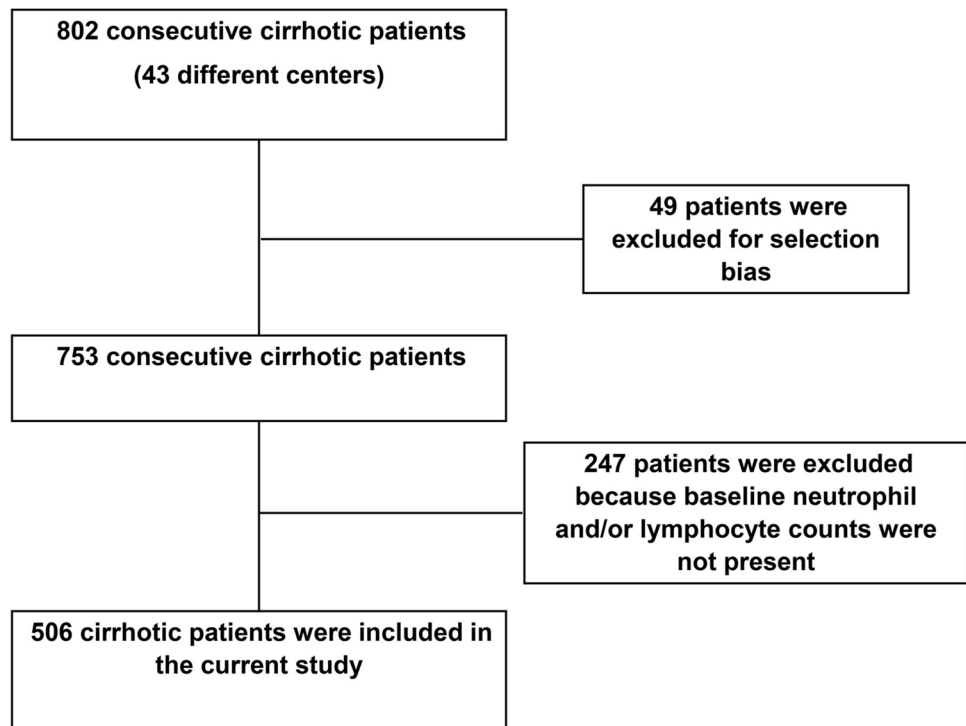 802 consecutive cirrhotic patients
(43 different centers)
49 patients were
excluded for selection
bias
753 consecutive cirrhotic patients
247 patients were excluded
because baseline neutrophil
and/or lymphocyte counts were
not present
506 cirrhotic patients were included in
the current study